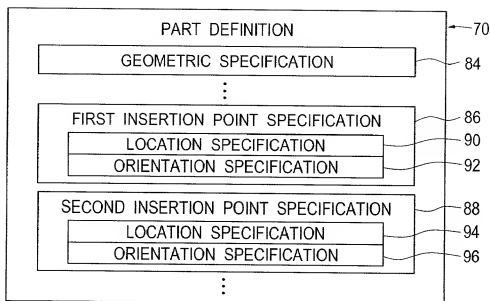 PART DEFINITION 70
GEOMETRIC SPECIFICATION 84
FIRST INSERTION POINT SPECIFICATION 86
LOCATION SPECIFICATION 90
ORIENTATION SPECIFICATION 92
SECOND INSERTION POINT SPECIFICATION 88
LOCATION SPECIFICATION 94
ORIENTATION SPECIFICATION 96